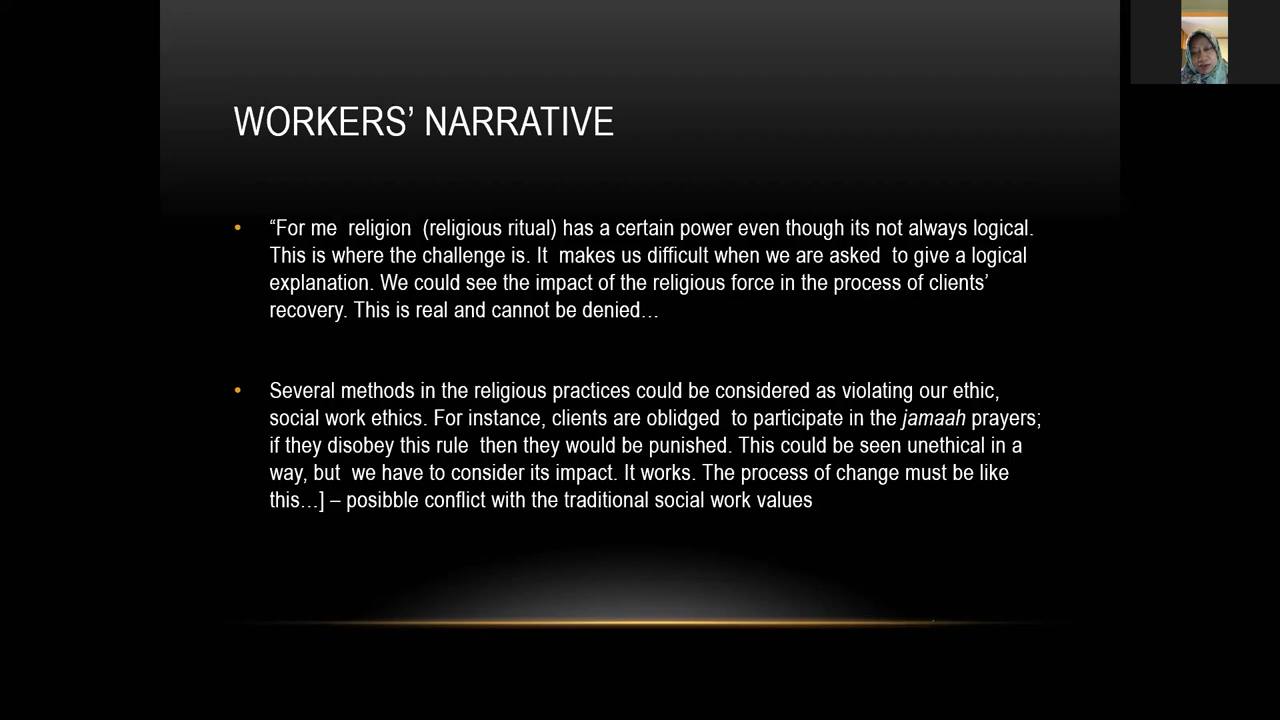 WORKERS’ NARRATIVE
• “For me religion (religious ritual) has a certain power even though its not always logical.
This is where the challenge is. It makes us difficult when we are asked to give a logical
explanation. We could see the impact of the religious force in the process of clients’
recovery. This is real and cannot be denied…
• Several methods in the religious practices could be considered as violating our ethic,
social work ethics. For instance, clients are oblidged to participate in the jamaah prayers;
if they disobey this rule then they would be punished. This could be seen unethical in a
way, but we have to consider its impact. It works. The process of change must be like
this…] – posibble conflict with the traditional social work values